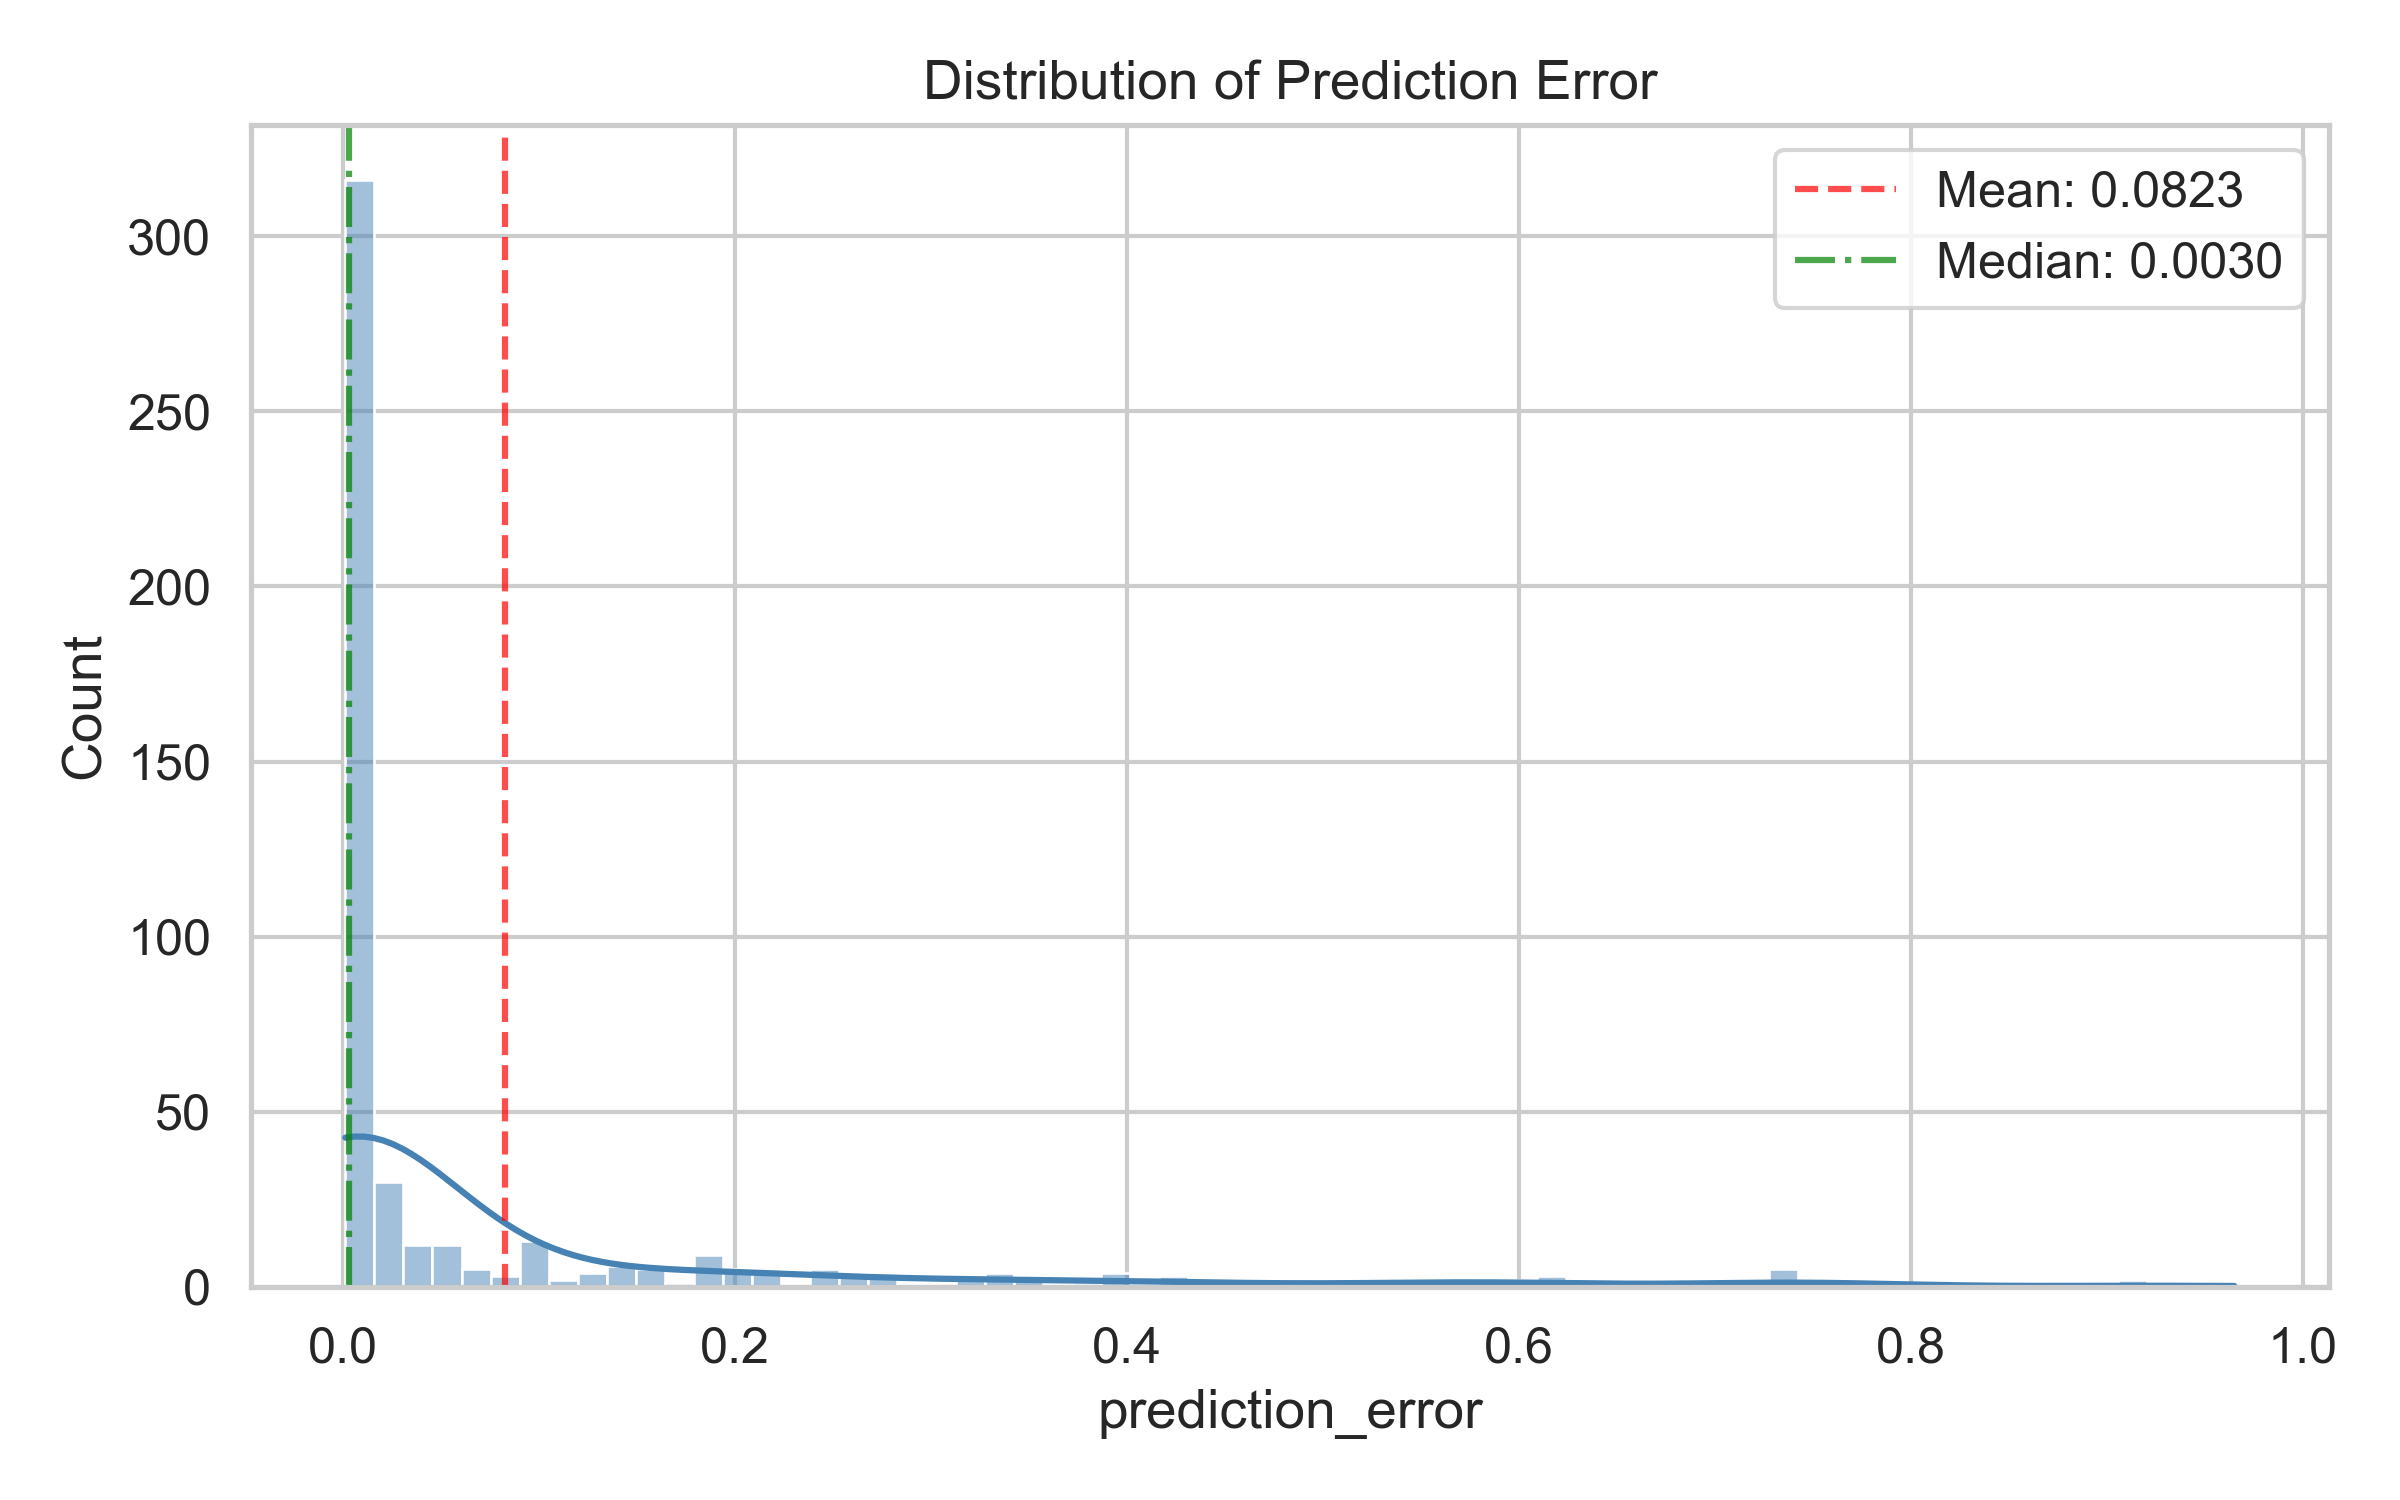 Distribution of Prediction Error
Mean: 0.0823
Median: 0.0030
Count
300
250
200
150
100
50
0
0.0 0.2 0.4 0.6 0.8 1.0
prediction_error